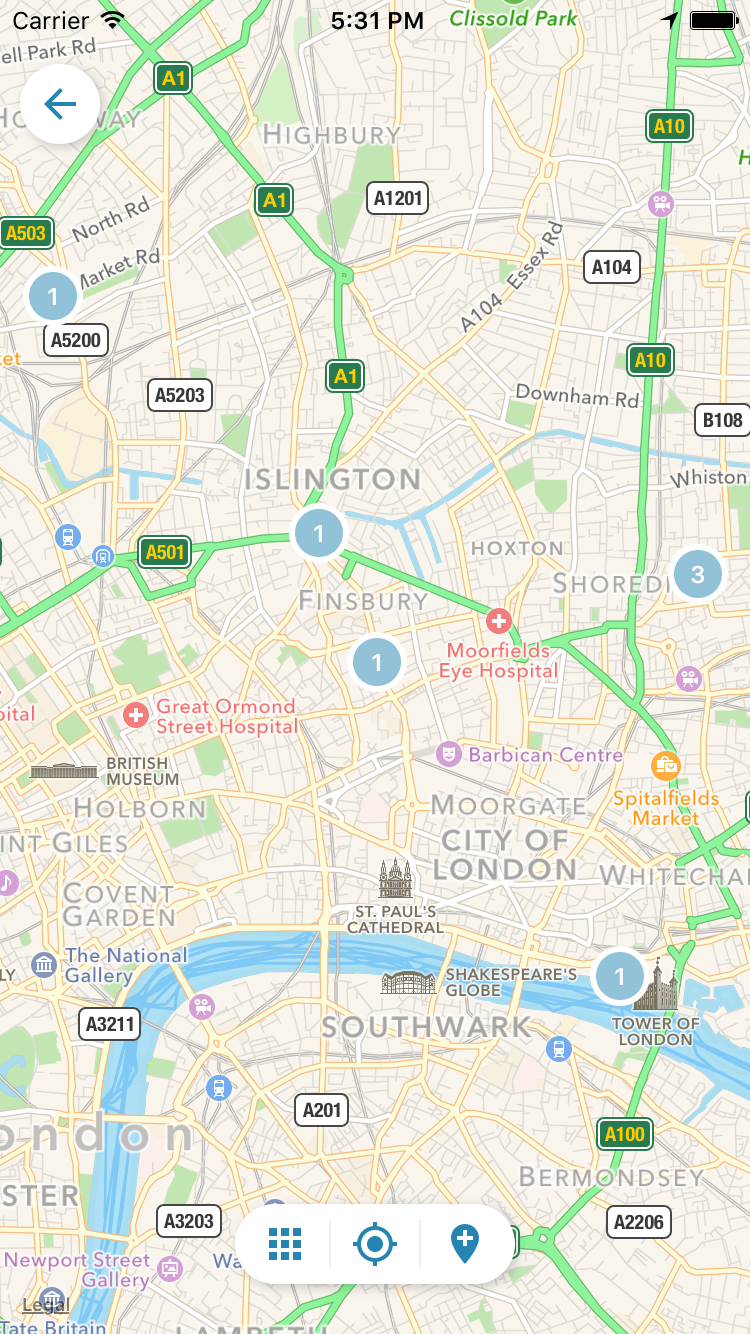 Carrier
5:31 PM
Clissold Park
ell Park Rd
A1
HIGHBURY
A10
A1
A1201
North Rd
A503
Market Rd
A104
Essex Rd
1
A104
A5200
et
A10
A1
A5203
Downham Rd
B108
ISLINGTON
Whiston
1
A501
HOXTON
3
SHOREDI
FINSBURY
Moorfields
Eye Hospital
1
Great Ormond
Street Hospital
pital
Barbican Centre
BRITISH
MUSEUM
Spitalfields
Market
HOLBORN
MOORGATE
INT GILES
CITY OF
LONDON
WHITECHA
COVENT
GARDEN
ST. PAUL'S
CATHEDRAL
The National
Gallery
LY
SHAKESPEARE'S
GLOBE
1
A3211
SOUTHWARK
TOWER OF
LONDON
A201
ondon
A100
BERMONDSEY
STER
A3203
A2206
Newport Street
Gallery
Wa
Legal
Tate Britain
LAMBETH